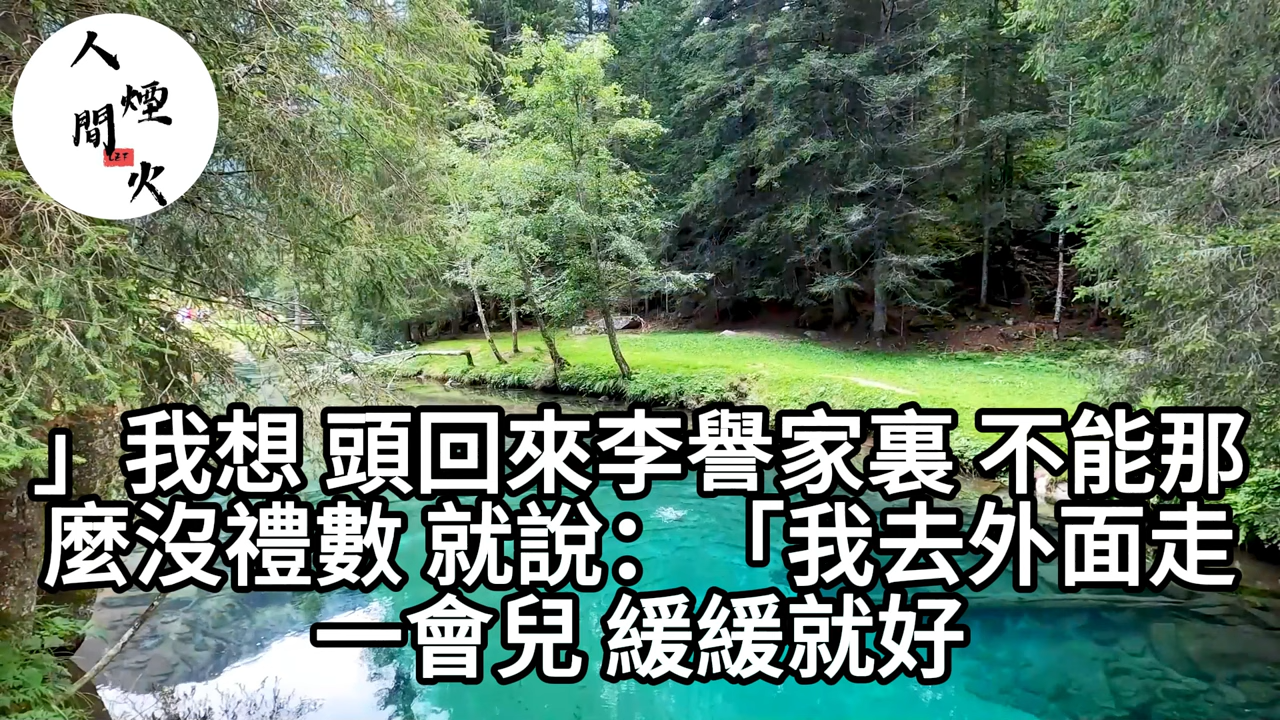 人間煙火
」 我想 頭回來李譽家裏 不能那
麼沒禮數 就說：「我去外面走
一會兒 緩緩就好